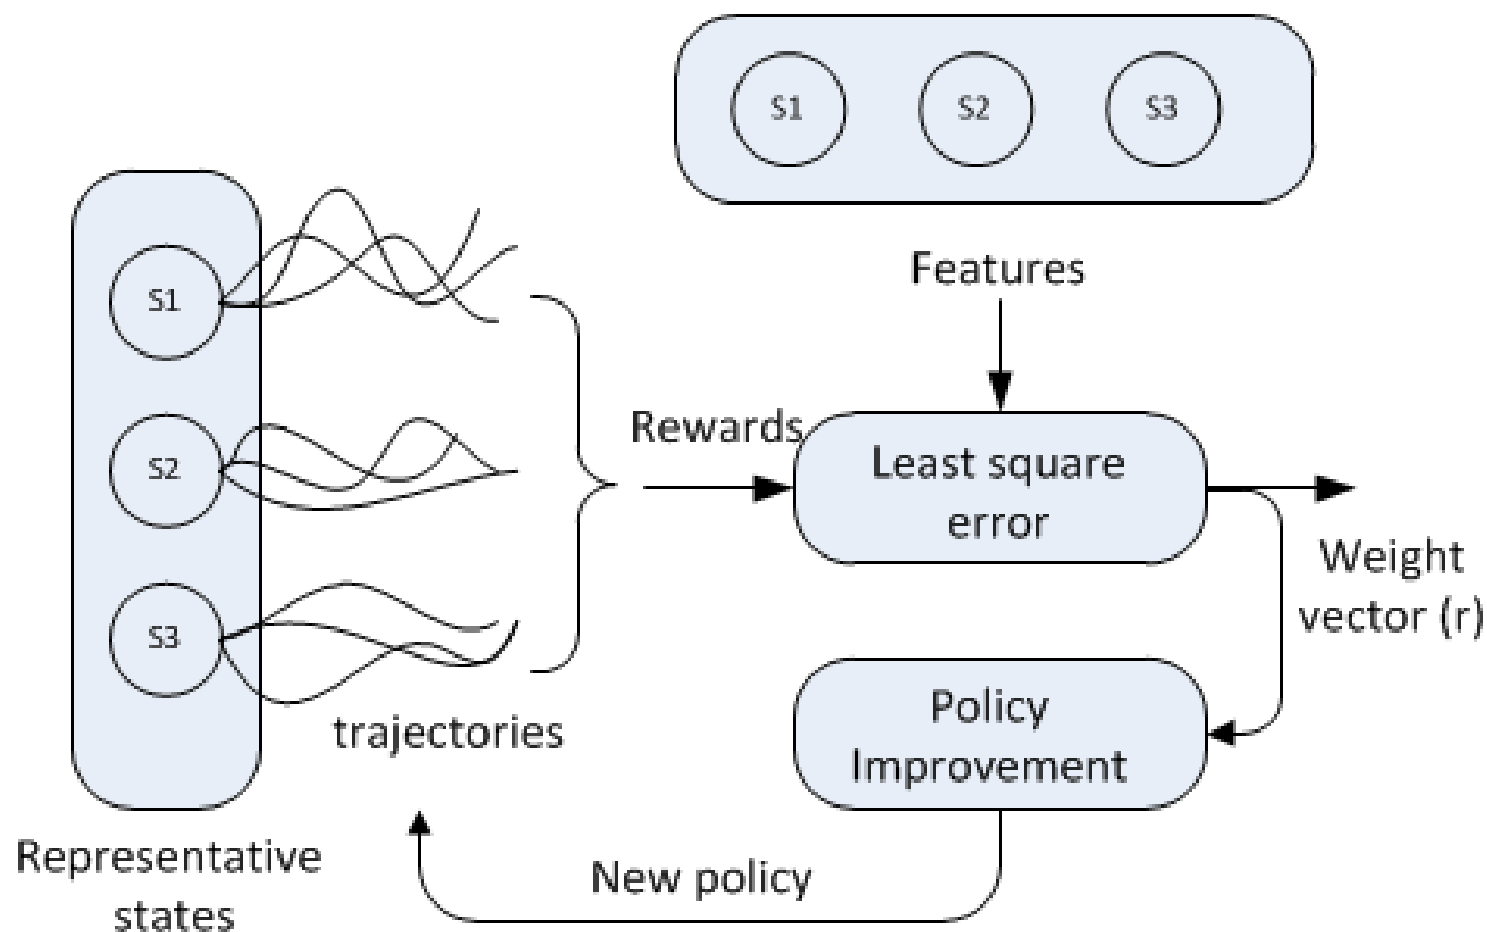 S1
S2
S3
Features
S1
S2
S3
trajectories
Representative
states
Rewards
Least square
error
Weight
vector (r)
Policy
Improvement
New policy